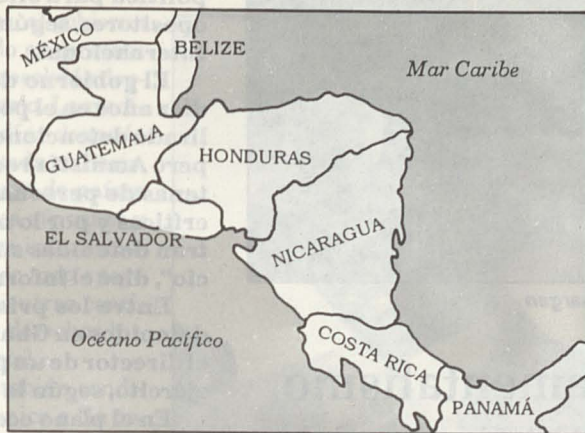 MÉXICO
BELIZE
Mar Caribe
GUATEMALA
HONDURAS
EL SALVADOR
NICARAGUA
Océano Pacífico
COSTA RICA
PANAMÁ